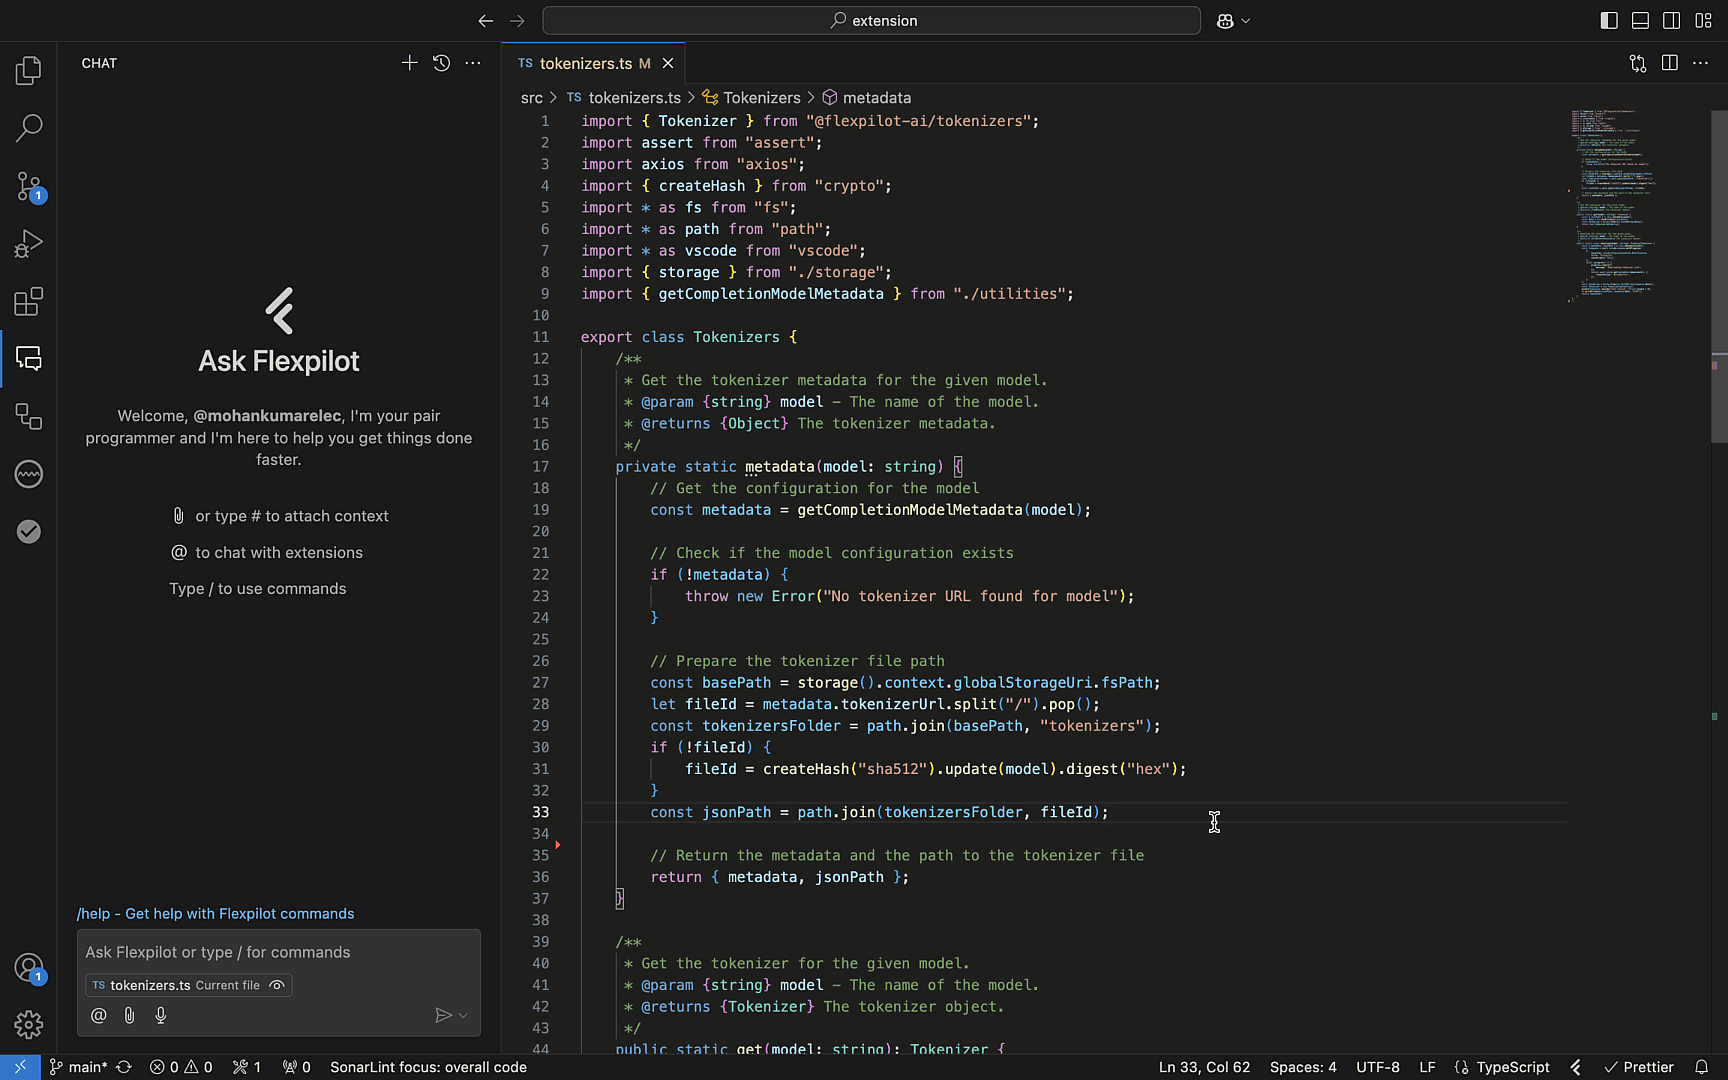 extension
CHAT
TS tokenizers.ts M
src > TS tokenizers.ts > Tokenizers > metadata
1 import { Tokenizer } from "@flexpilot-ai/tokenizers";
2 import assert from "assert";
3 import axios from "axios";
4 import { createHash } from "crypto";
5 import * as fs from "fs";
6 import * as path from "path";
7 import * as vscode from "vscode";
8 import { storage } from "./storage";
9 import { getCompletionModelMetadata } from "./utilities";
10
11 export class Tokenizers {
12 /**
13 * Get the tokenizer metadata for the given model.
14 * @param {string} model – The name of the model.
15 * @returns {Object} The tokenizer metadata.
16 */
17 private static metadata(model: string) {
18 // Get the configuration for the model
19 const metadata = getCompletionModelMetadata(model);
20
21 // Check if the model configuration exists
22 if (!metadata) {
23 throw new Error("No tokenizer URL found for model");
24 }
25
26 // Prepare the tokenizer file path
27 const basePath = storage().context.globalStorageUri.fsPath;
28 let fileId = metadata.tokenizerUrl.split("/").pop();
29 const tokenizersFolder = path.join(basePath, "tokenizers");
30 if (!fileId) {
31 fileId = createHash("sha512").update(model).digest("hex");
32 }
33 const jsonPath = path.join(tokenizersFolder, fileId);
34
35 // Return the metadata and the path to the tokenizer file
36 return { metadata, jsonPath };
37 }
38
39 /**
40 * Get the tokenizer for the given model.
41 * @param {string} model – The name of the model.
42 * @returns {Tokenizer} The tokenizer object.
43 */
44 public static get(model: string): Tokenizer {
1
Ask Flexpilot
Welcome, @mohankumarelec, I'm your pair
programmer and I'm here to help you get things done
faster.
or type # to attach context
@ to chat with extensions
Type / to use commands
/help - Get help with Flexpilot commands
Ask Flexpilot or type / for commands
TS tokenizers.ts Current file
@
1
main* 0 0 1 0 SonarLint focus: overall code
Ln 33, Col 62 Spaces: 4 UTF-8 LF {} TypeScript Prettier